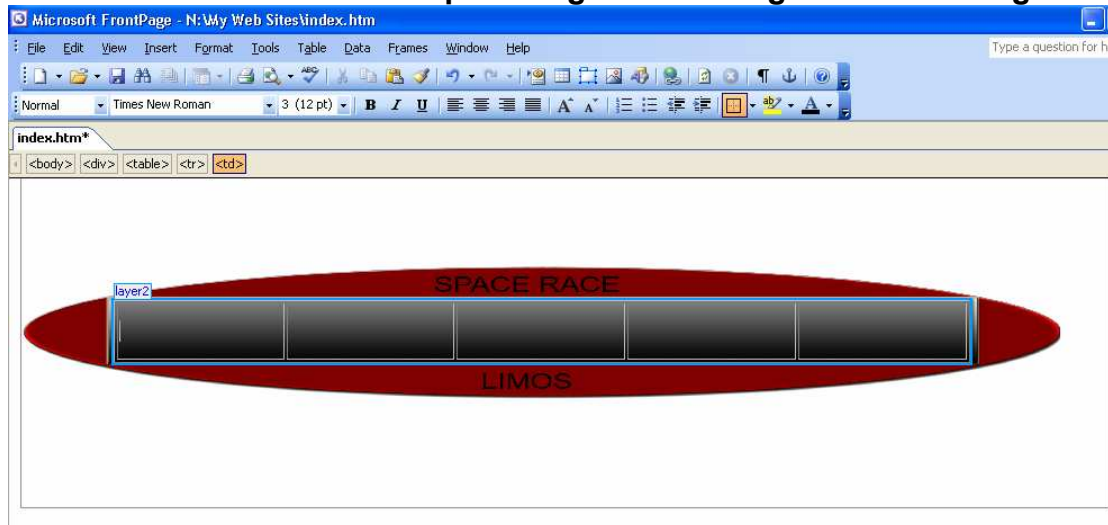 Microsoft FrontPage - N:\My Web Sites\index.htm
File Edit View Insert Format Tools Table Data Frames Window Help Type a question for h
Normal Times New Roman 3 (12 pt) B I U A A A
index.htm*
<body> <div> <table> <tr> <td>
SPACE RACE
layer2
LIMOS